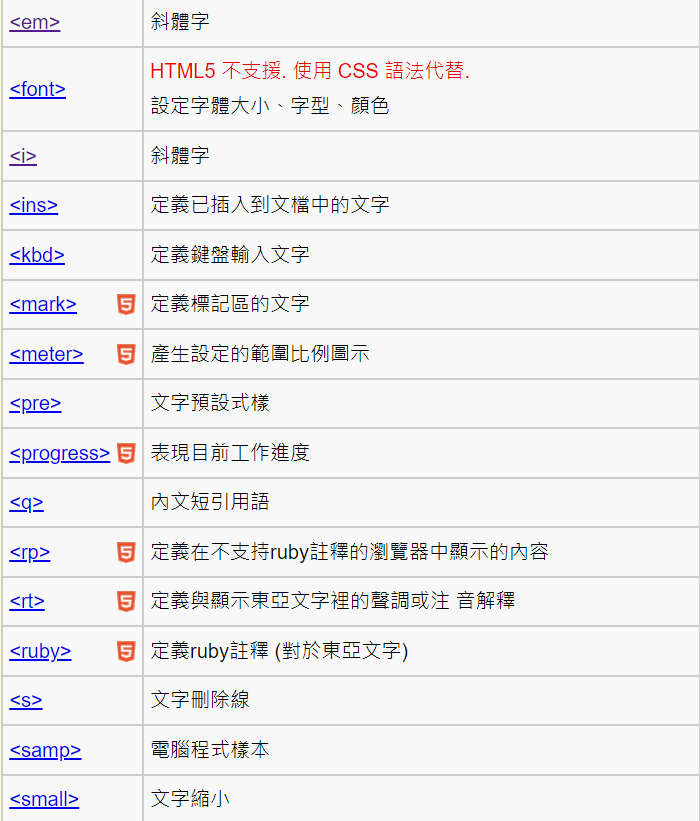 <em> 斜體字
HTML5 不支援. 使用 CSS 語法代替.
<font> 設定字體大小、字型、顏色
<i> 斜體字
<ins> 定義已插入到文檔中的文字
<kbd> 定義鍵盤輸入文字
<mark> 定義標記區的文字
<meter> 產生設定的範圍比例圖示
<pre> 文字預設式樣
<progress> 表現目前工作進度
<q> 內文短引用語
<rp> 定義在不支持ruby註釋的瀏覽器中顯示的內容
<rt> 定義與顯示東亞文字裡的聲調或注 音解釋
<ruby> 定義ruby註釋 (對於東亞文字)
<s> 文字刪除線
<samp> 電腦程式樣本
<small> 文字縮小